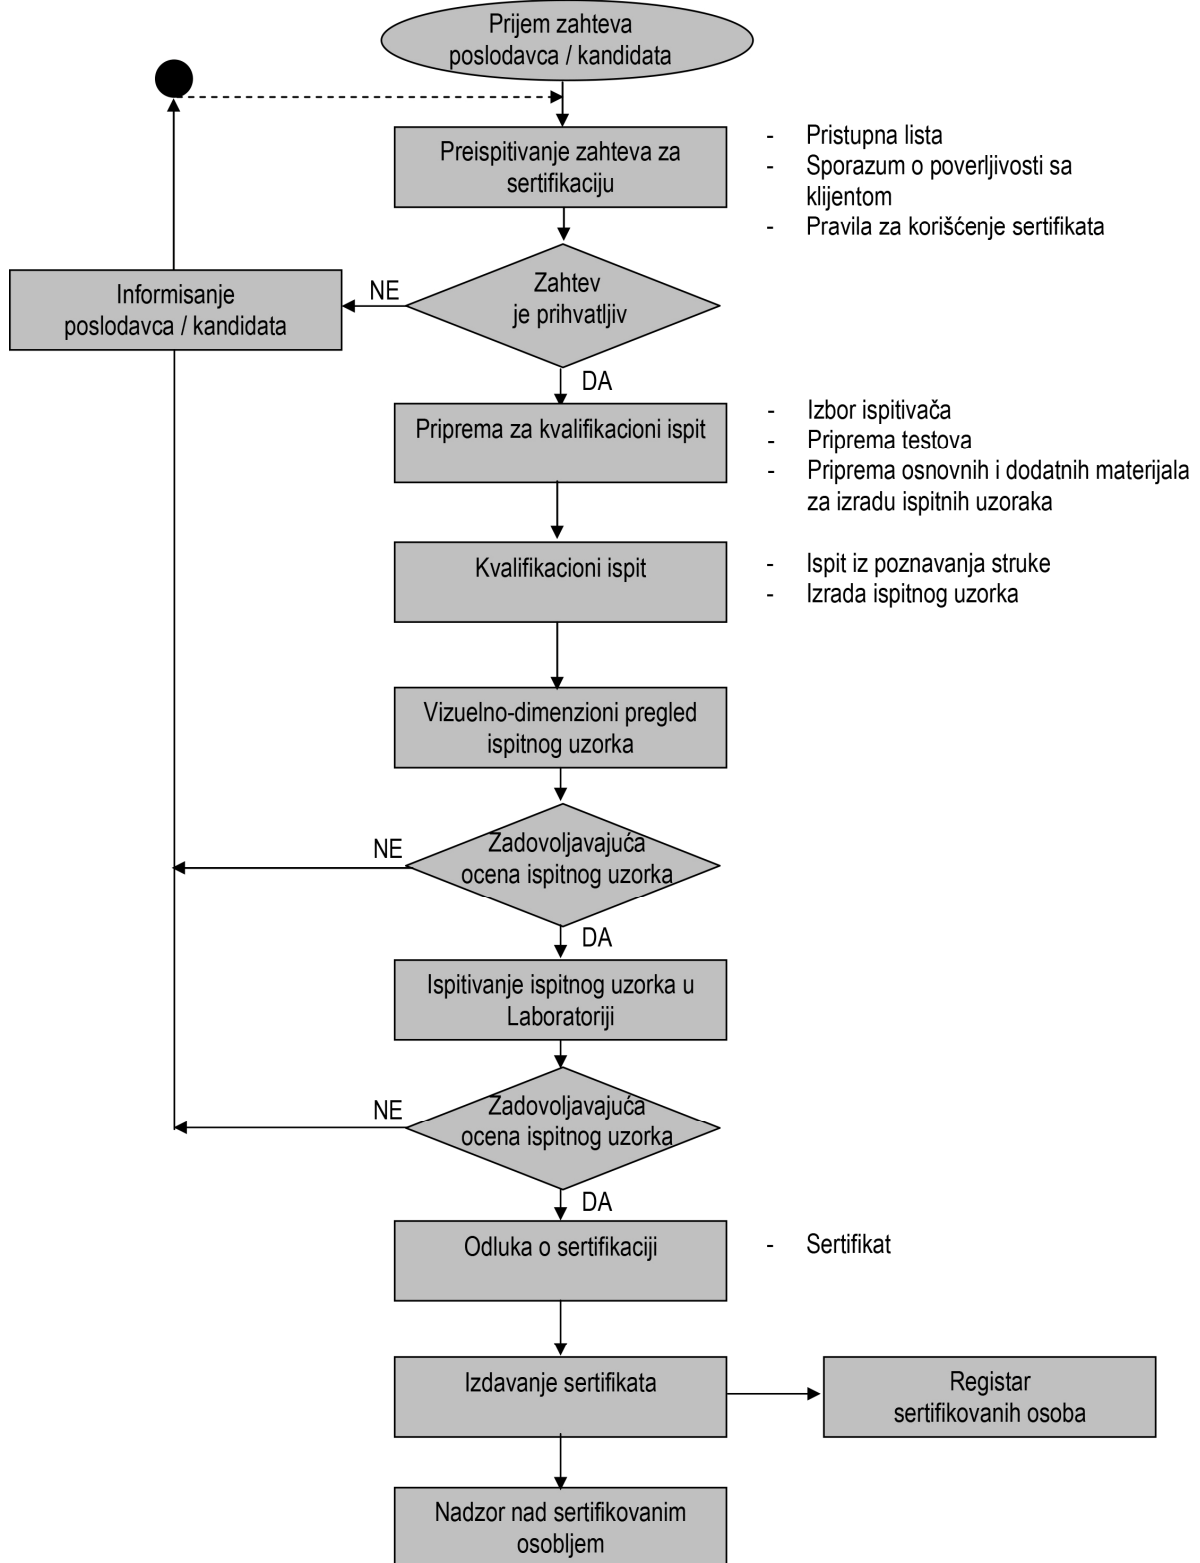 Prijem zahteva
poslodavca / kandidata
Preispitivanje zahteva za
sertifikaciju
- Pristupna lista
- Sporazum o poverljivosti sa
klijentom
- Pravila za korišćenje sertifikata
Informisanje
poslodavca / kandidata
NE
Zahtev
je prihvatljiv
DA
Priprema za kvalifikacioni ispit
- Izbor ispitivača
- Priprema testova
- Priprema osnovnih i dodatnih materijala
za izradu ispitnih uzoraka
Kvalifikacioni ispit
- Ispit iz poznavanja struke
- Izrada ispitnog uzorka
Vizuelno-dimenzioni pregled
ispitnog uzorka
NE
Zadovoljavajuća
ocena ispitnog uzorka
DA
Ispitivanje ispitnog uzorka u
Laboratoriji
NE
Zadovoljavajuća
ocena ispitnog uzorka
DA
Odluka o sertifikaciji
- Sertifikat
Izdavanje sertifikata
Registar
sertifikovanih osoba
Nadzor nad sertifikovanim
osobljem